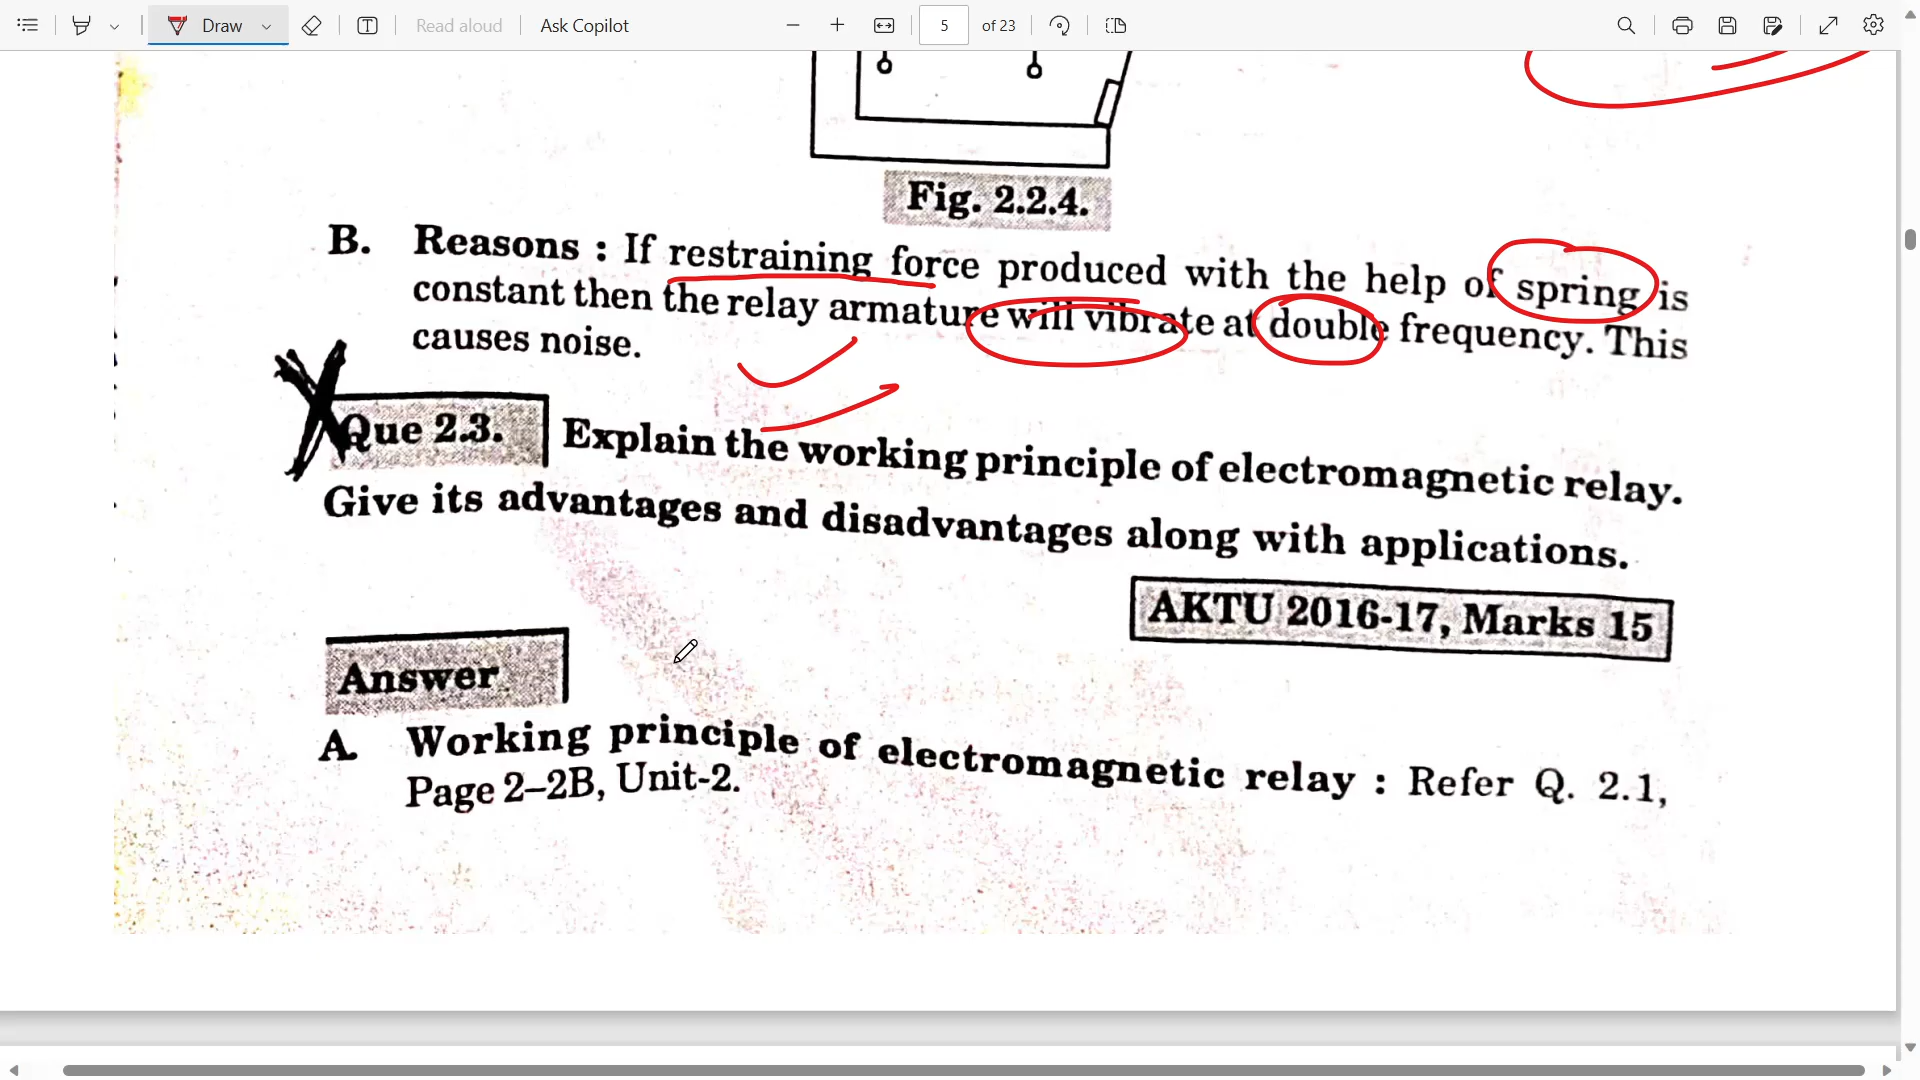 Draw
Read aloud
Ask Copilot
5
of 23
Fig. 2.2.4.
B. Reasons : If restraining force produced with the help of spring is
constant then the relay armature will vibrate at double frequency. This
causes noise.
Que 2.3. Explain the working principle of electromagnetic relay.
Give its advantages and disadvantages along with applications.
AKTU 2016-17, Marks 15
Answer
A. Working principle of electromagnetic relay : Refer Q. 2.1,
Page 2–2B, Unit-2.